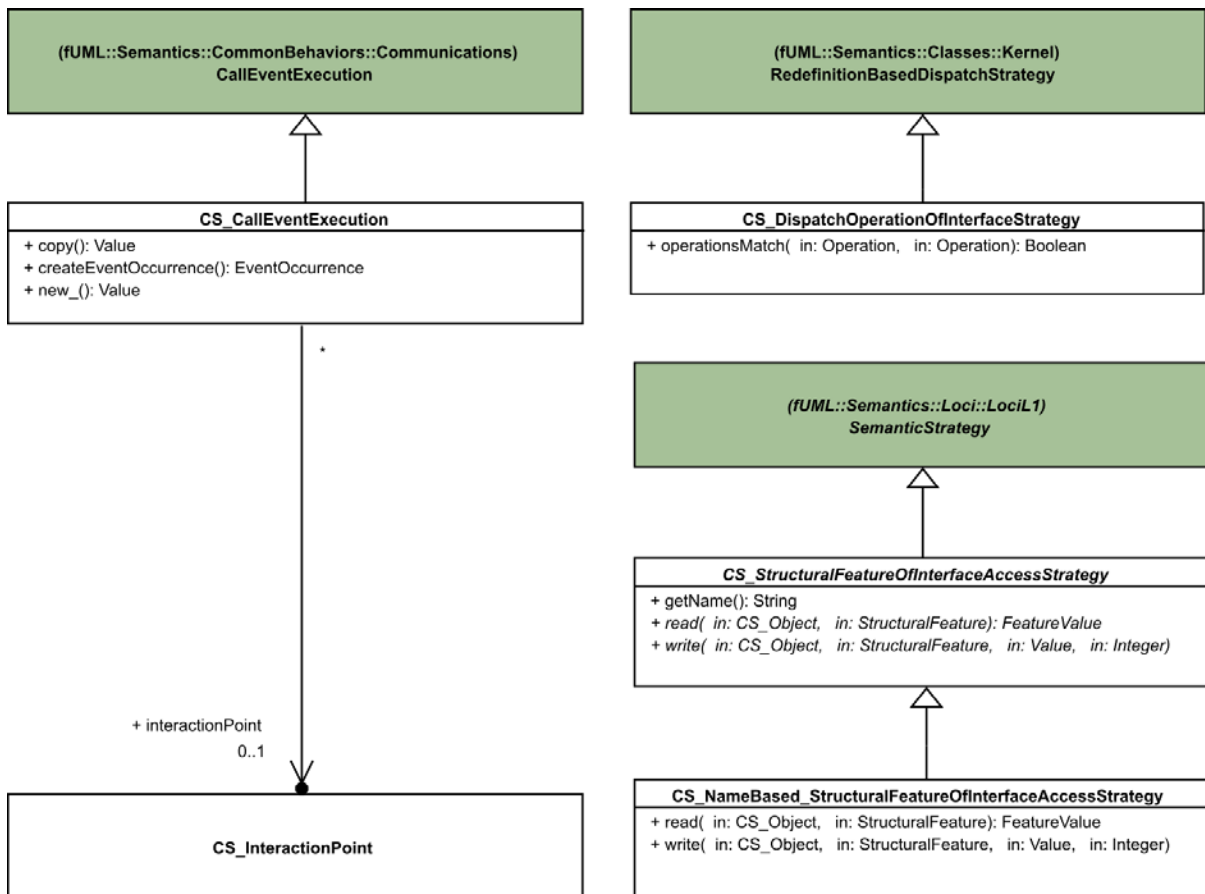 (fUML::Semantics::CommonBehaviors::Communications)
CallEventExecution
CS_CallEventExecution
+ copy(): Value
+ createEventOccurrence(): EventOccurrence
+ new_(): Value
*
+ interactionPoint
0..1
CS_InteractionPoint
(fUML::Semantics::Classes::Kernel)
RedefinitionBasedDispatchStrategy
CS_DispatchOperationOfInterfaceStrategy
+ operationsMatch( in: Operation, in: Operation): Boolean
(fUML::Semantics::Loci::LociL1)
SemanticStrategy
CS_StructuralFeatureOfInterfaceAccessStrategy
+ getName(): String
+ read( in: CS_Object, in: StructuralFeature): FeatureValue
+ write( in: CS_Object, in: StructuralFeature, in: Value, in: Integer)
CS_NameBased_StructuralFeatureOfInterfaceAccessStrategy
+ read( in: CS_Object, in: StructuralFeature): FeatureValue
+ write( in: CS_Object, in: StructuralFeature, in: Value, in: Integer)